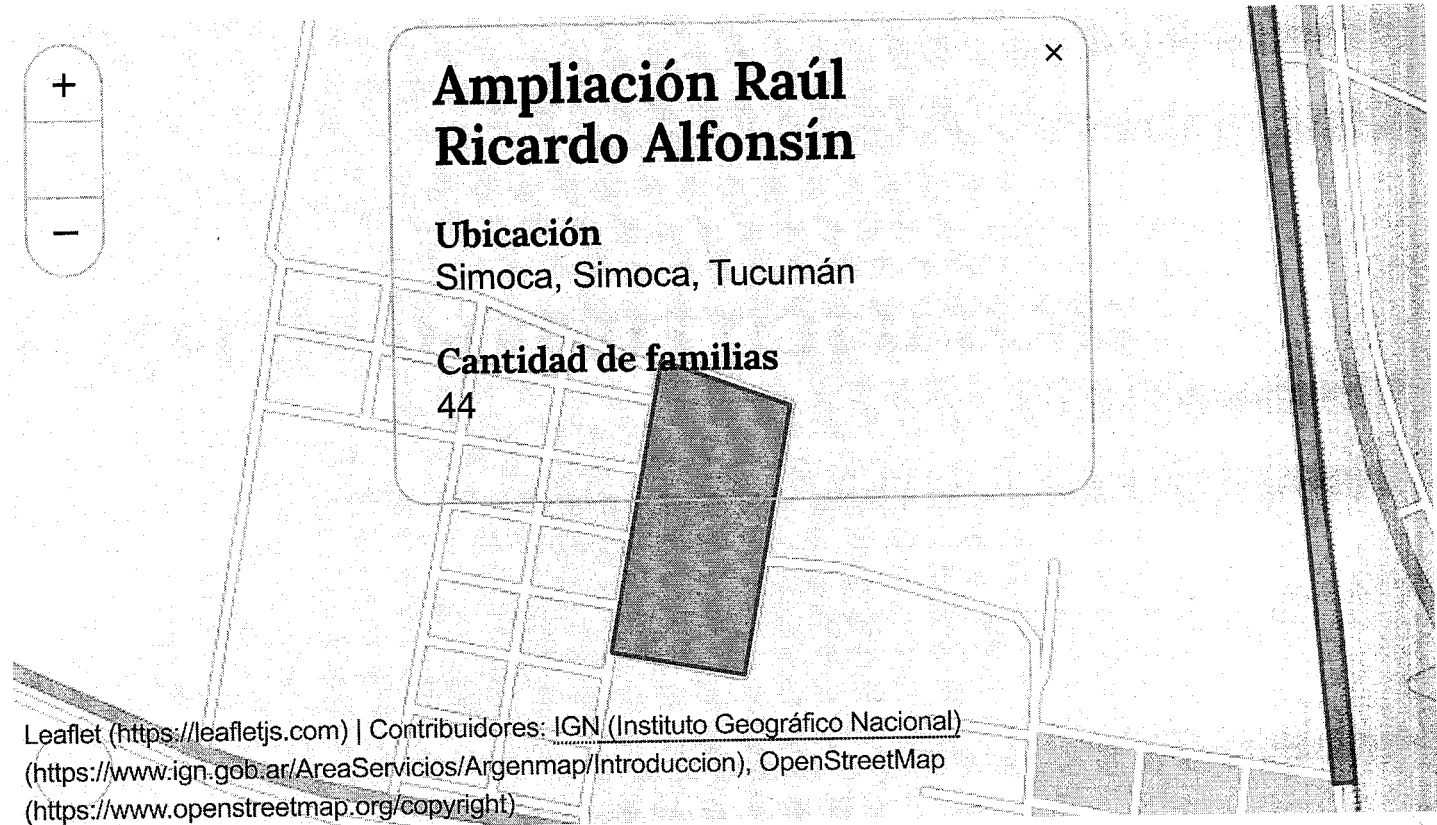 +
−
×
Ampliación Raúl
Ricardo Alfonsín
Ubicación
Simoca, Simoca, Tucumán
Cantidad de familias
44
Leaflet (https://leafletjs.com) | Contribuidores: IGN (Instituto Geográfico Nacional)
(https://www.ign.gob.ar/AreaServicios/Argenmap/Introduccion), OpenStreetMap
(https://www.openstreetmap.org/copyright)